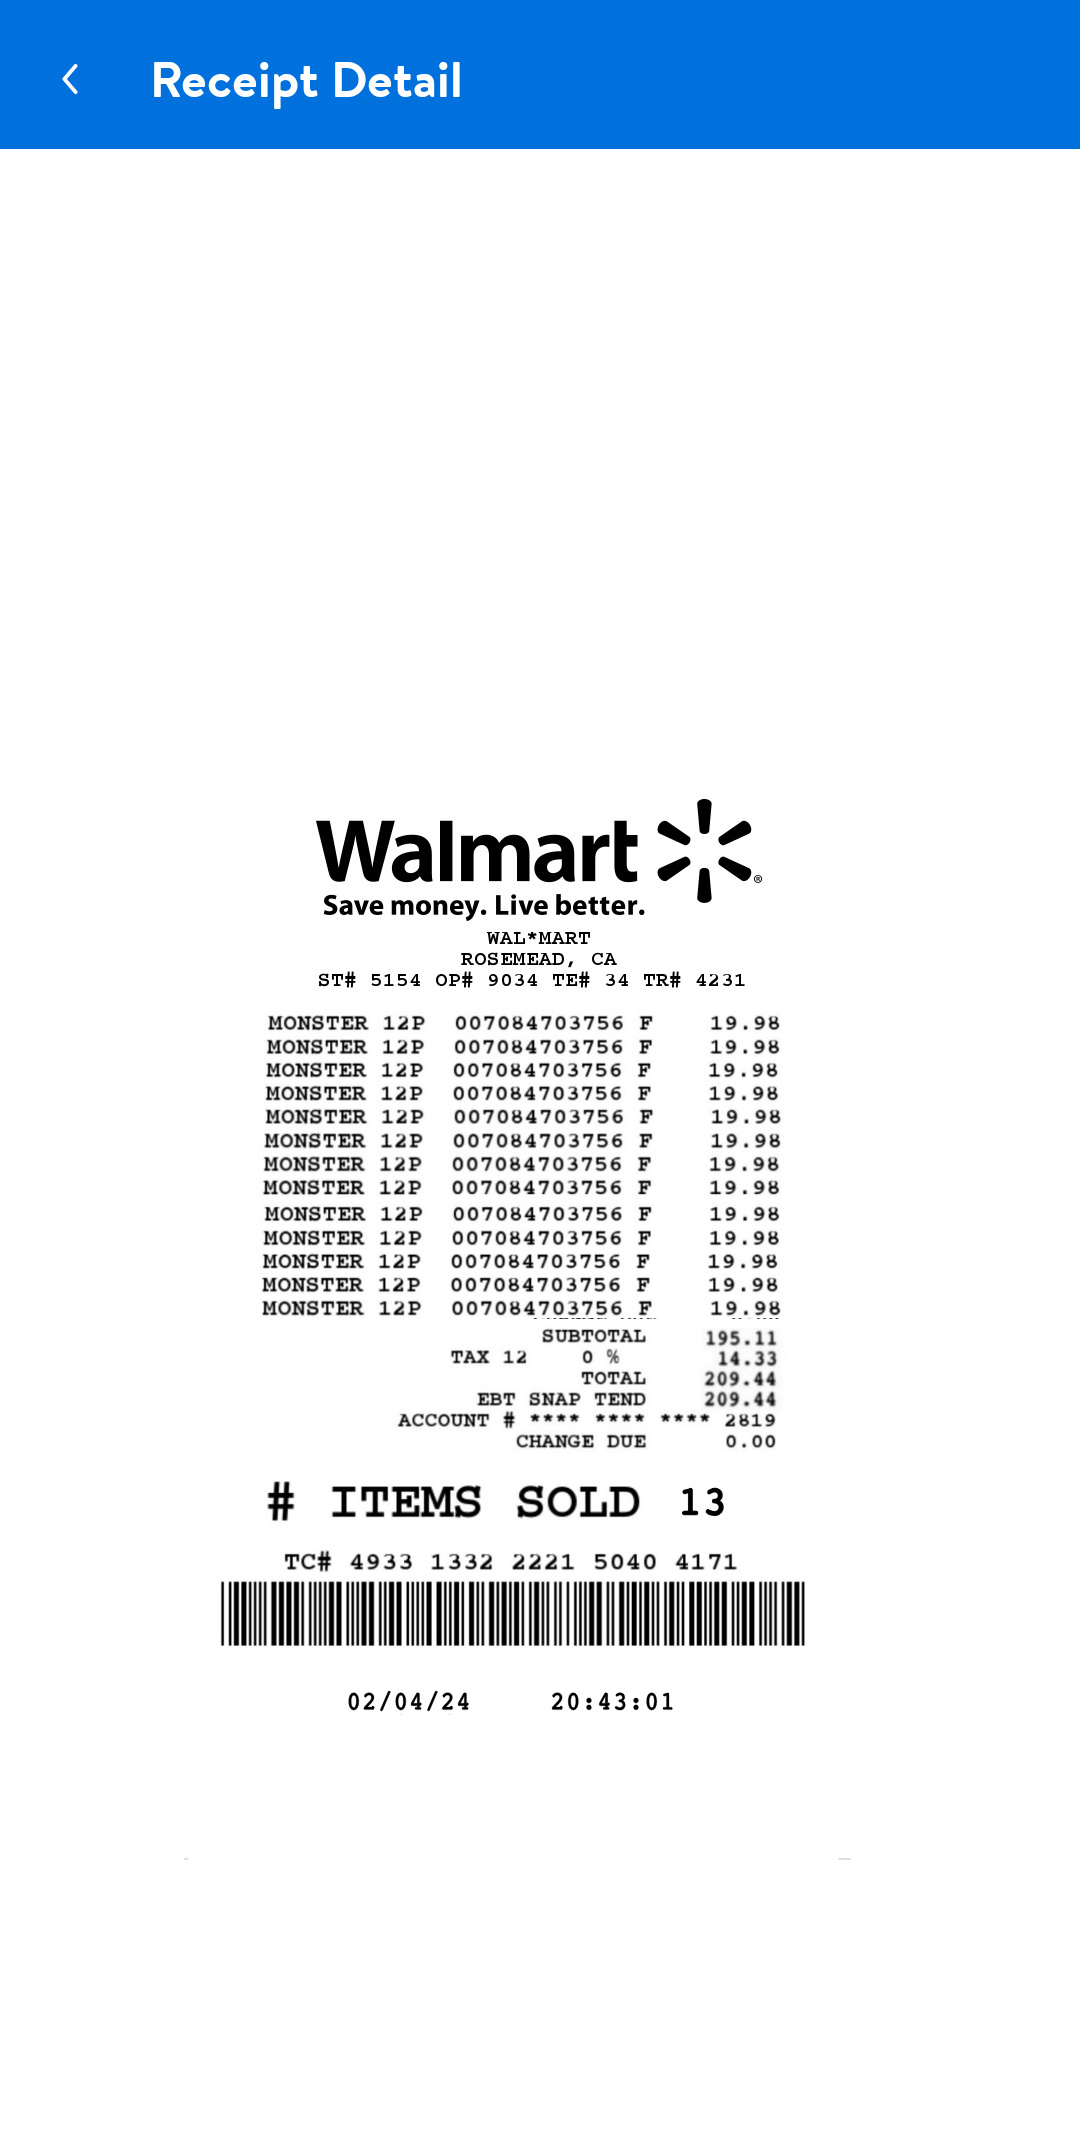 Receipt Detail
Walmart
Save money. Live better.
WAL*MART
ROSEMEAD, CA
ST# 5154 OP# 9034 TE# 34 TR# 4231
MONSTER 12P 007084703756 F 19.98
MONSTER 12P 007084703756 F 19.98
MONSTER 12P 007084703756 F 19.98
MONSTER 12P 007084703756 F 19.98
MONSTER 12P 007084703756 F 19.98
MONSTER 12P 007084703756 F 19.98
MONSTER 12P 007084703756 F 19.98
MONSTER 12P 007084703756 F 19.98
MONSTER 12P 007084703756 F 19.98
MONSTER 12P 007084703756 F 19.98
MONSTER 12P 007084703756 F 19.98
MONSTER 12P 007084703756 F 19.98
MONSTER 12P 007084703756 F 19.98
SUBTOTAL 195.11
TAX 12 0 % 14.33
TOTAL 209.44
EBT SNAP TEND 209.44
ACCOUNT # **** **** **** 2819
CHANGE DUE 0.00
# ITEMS SOLD 13
TC# 4933 1332 2221 5040 4171
02/04/24 20:43:01